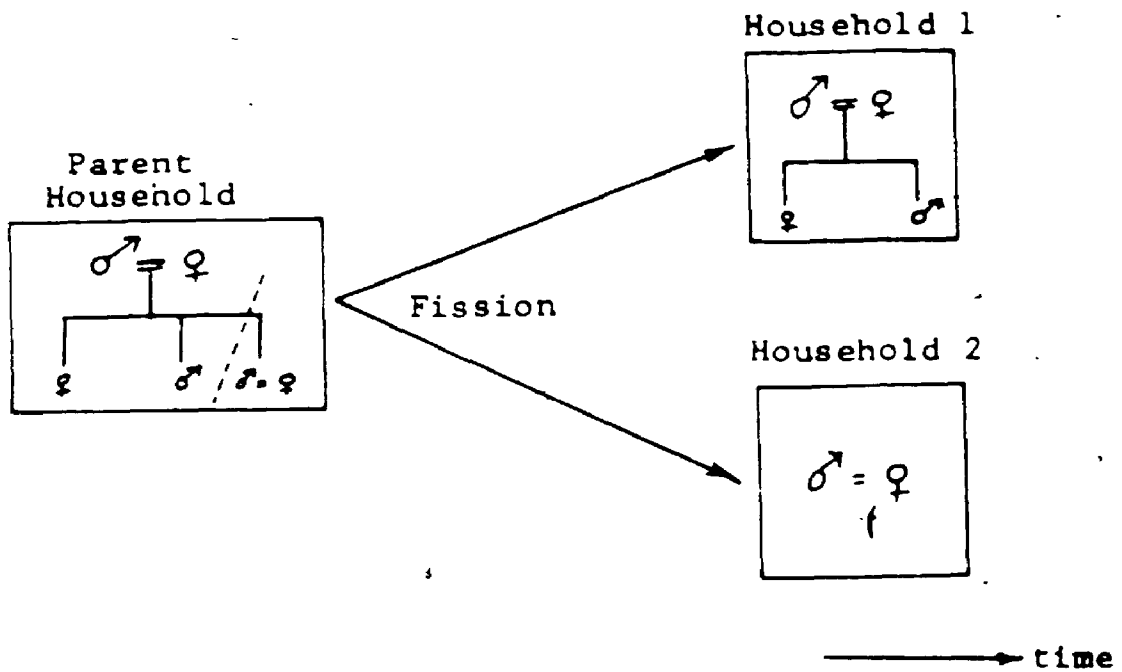 Household 1
♂ = ♀
♀ ♂
Parent
Household
♂ = ♀
♀ ♂ ♂ = ♀
Fission
Household 2
♂ = ♀
time